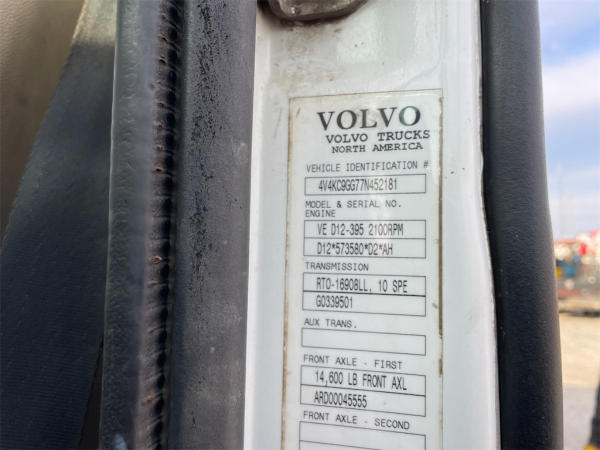 VOLVO
VOLVO TRUCKS
NORTH AMERICA
VEHICLE IDENTIFICATION #
4V4KC9GG77N452181
MODEL & SERIAL NO.
ENGINE
VE D12-395 2100RPM
D12*573580*D2*AH
TRANSMISSION
RTO-16908LL, 10 SPE
G0339501
AUX TRANS.
FRONT AXLE - FIRST
14,600 LB FRONT AXL
ARD00045555
FRONT AXLE - SECOND